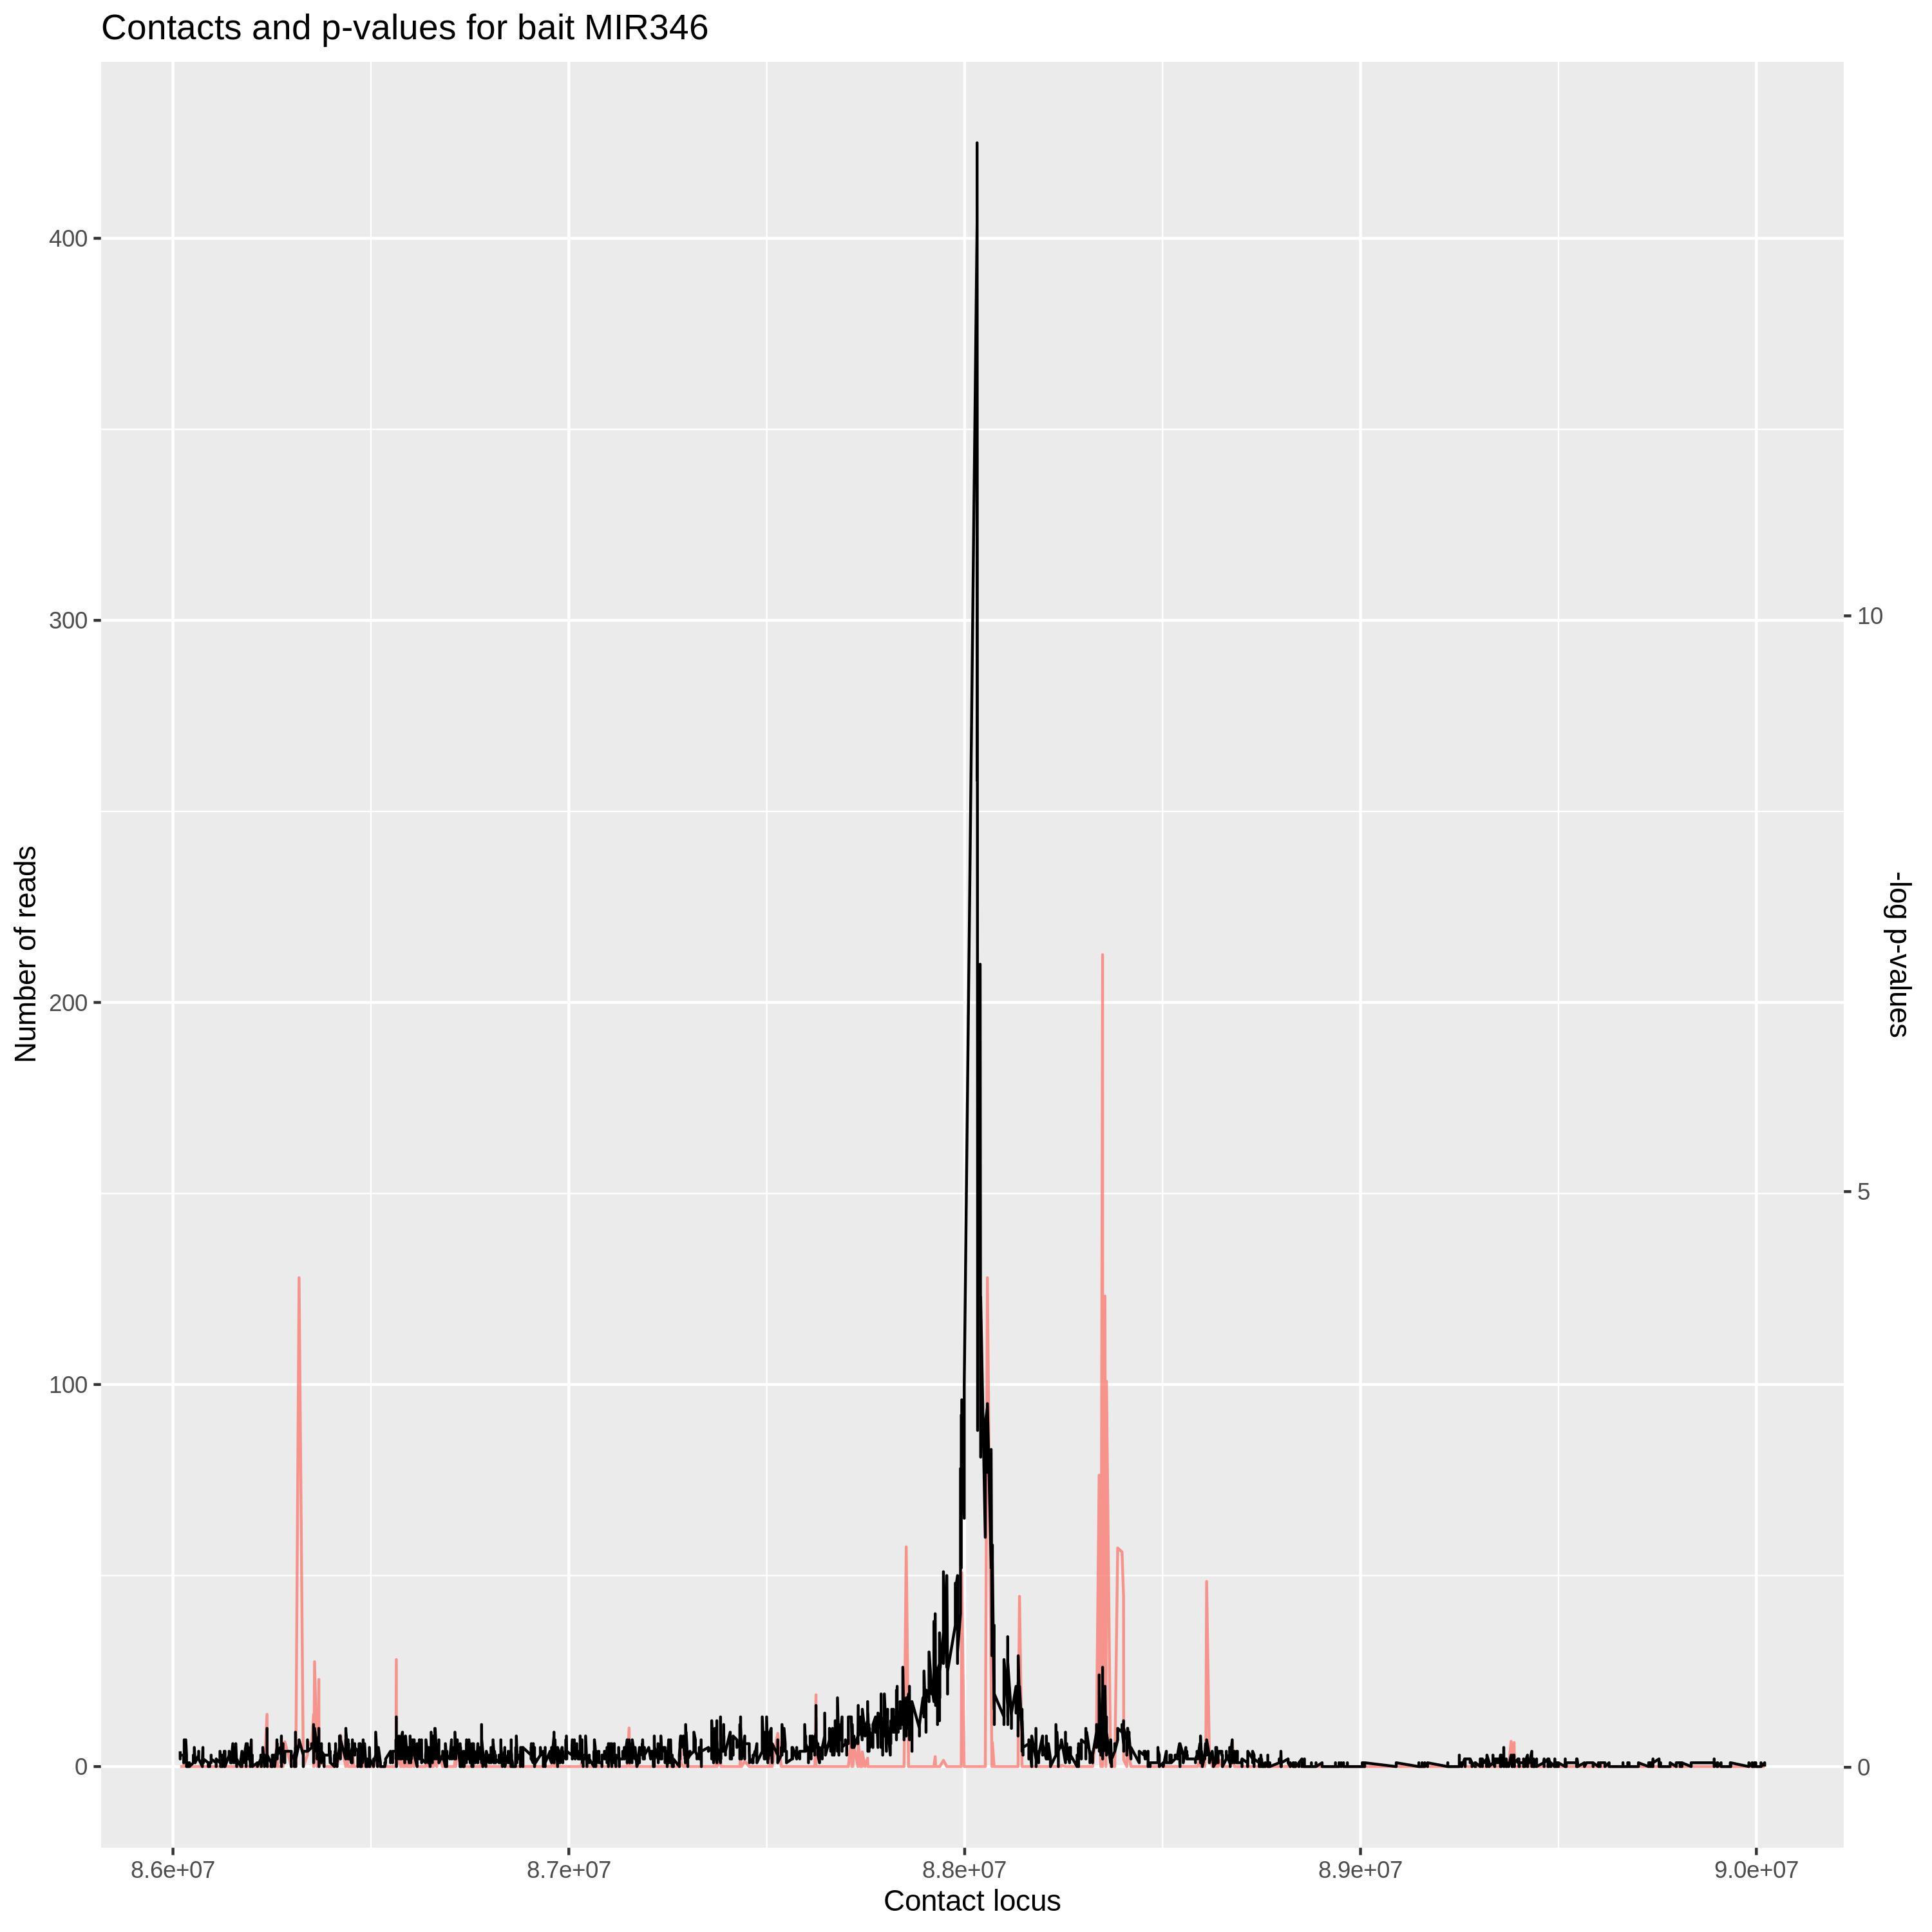 Contacts and p-values for bait MIR346
400
300
200
100
0
Number of reads
10
5
0
-log p-values
8.6e+07
8.7e+07
8.8e+07
8.9e+07
9.0e+07
Contact locus